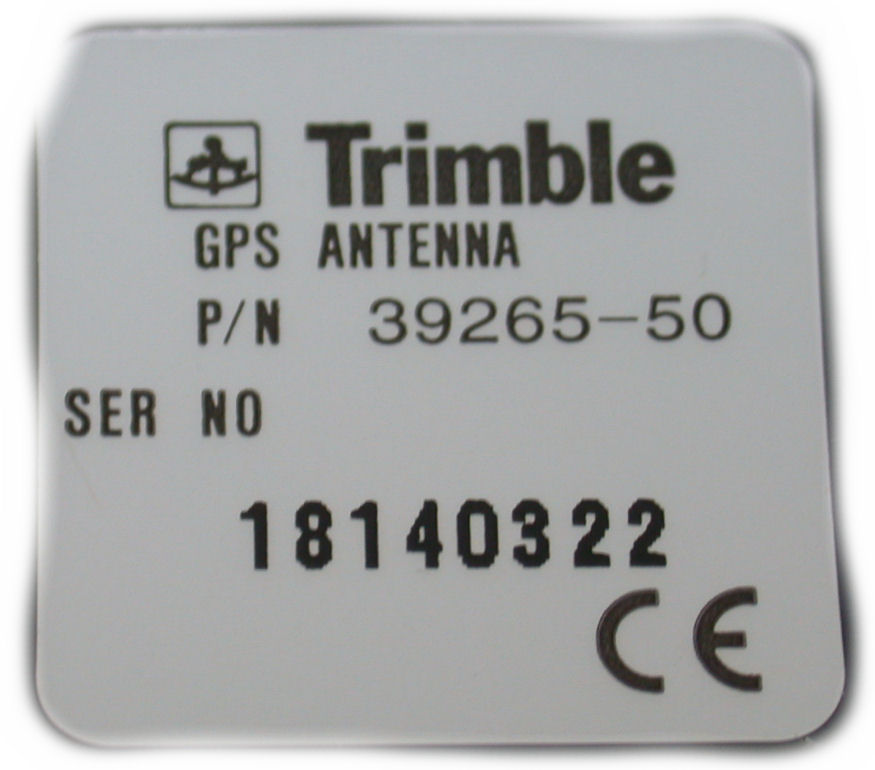 Trimble
GPS ANTENNA
P/N 39265-50
SER NO
18140322
CE